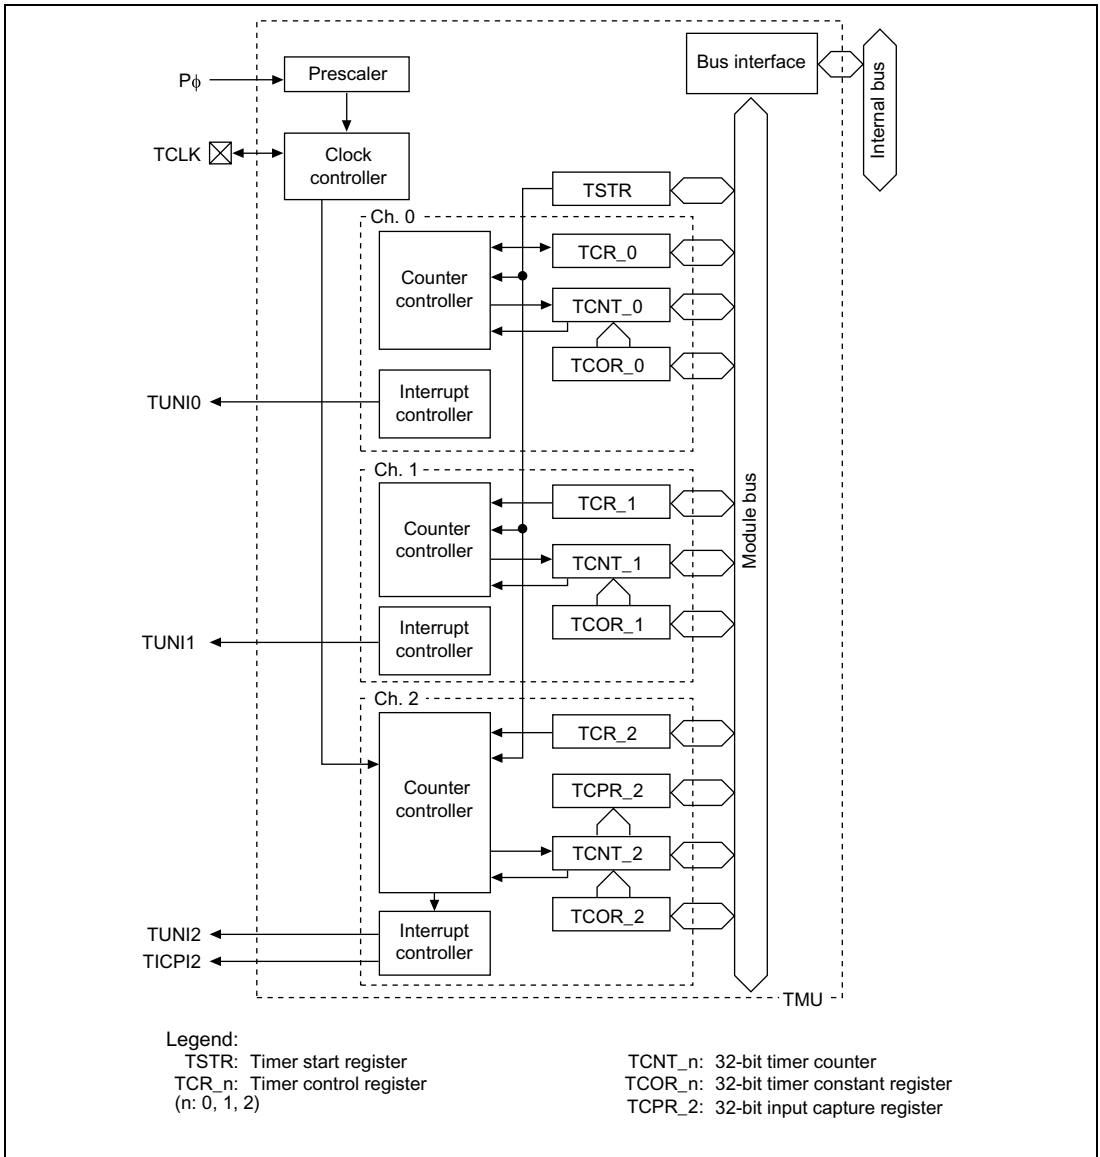 Pϕ
Prescaler
Bus interface
Internal bus
TCLK
Clock
controller
TSTR
Ch. 0
Counter
controller
TCR_0
TCNT_0
TCOR_0
TUNI0
Interrupt
controller
Ch. 1
Counter
controller
TCR_1
TCNT_1
TCOR_1
Module bus
TUNI1
Interrupt
controller
Ch. 2
Counter
controller
TCR_2
TCPR_2
TCNT_2
TCOR_2
TUNI2
TICPI2
Interrupt
controller
TMU
Legend:
TSTR: Timer start register
TCR_n: Timer control register
(n: 0, 1, 2)
TCNT_n: 32-bit timer counter
TCOR_n: 32-bit timer constant register
TCPR_2: 32-bit input capture register